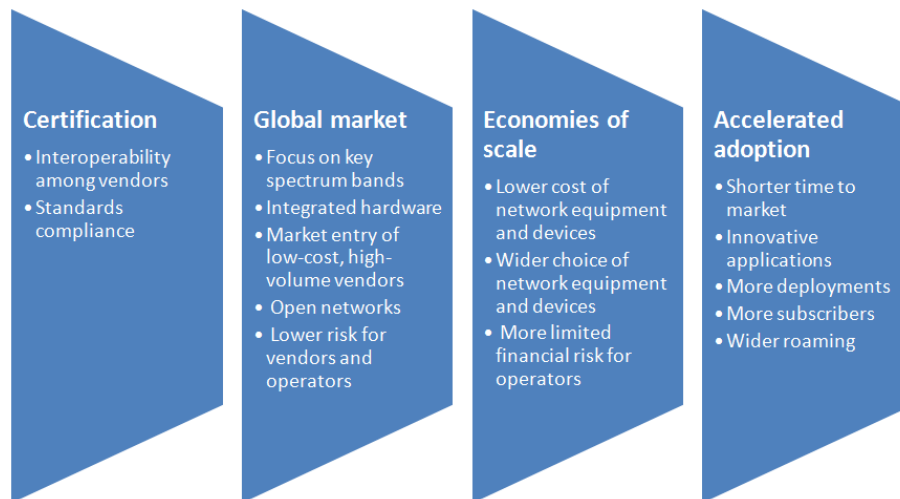 Certification
• Interoperability
among vendors
• Standards
compliance
Global market
• Focus on key
spectrum bands
• Integrated hardware
• Market entry of
low-cost, high-
volume vendors
• Open networks
• Lower risk for
vendors and
operators
Economies of
scale
• Lower cost of
network equipment
and devices
• Wider choice of
network equipment
and devices
• More limited
financial risk for
operators
Accelerated
adoption
• Shorter time to
market
• Innovative
applications
• More deployments
• More subscribers
• Wider roaming